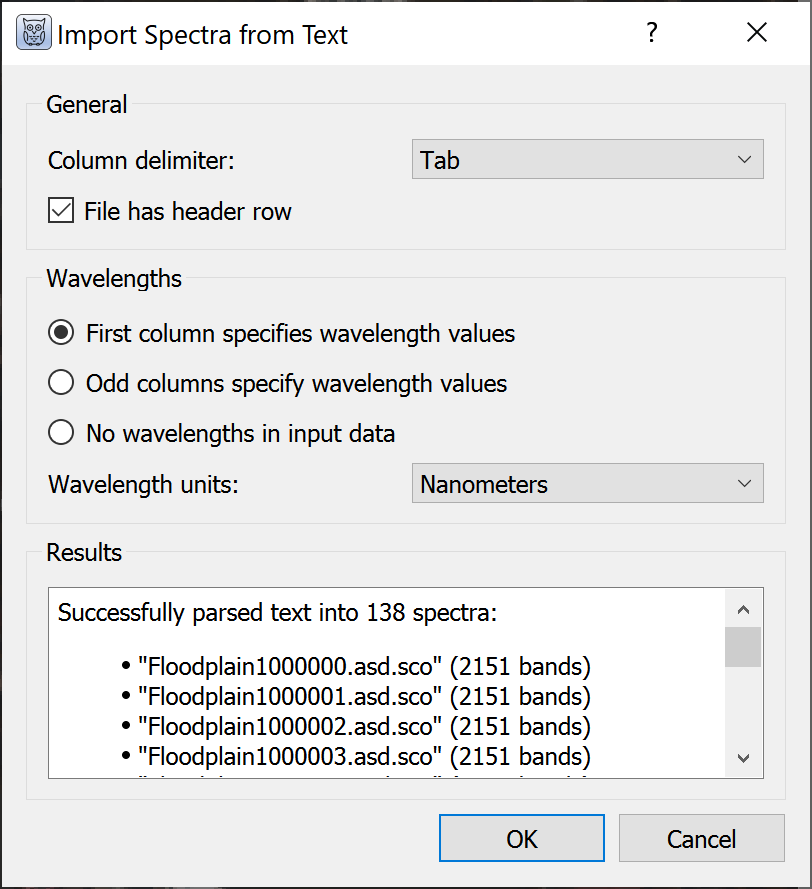 Import Spectra from Text
?
General
Column delimiter:
Tab
File has header row
Wavelengths
First column specifies wavelength values
Odd columns specify wavelength values
No wavelengths in input data
Wavelength units:
Nanometers
Results
Successfully parsed text into 138 spectra:
• "Floodplain1000000.asd.sco" (2151 bands)
• "Floodplain1000001.asd.sco" (2151 bands)
• "Floodplain1000002.asd.sco" (2151 bands)
• "Floodplain1000003.asd.sco" (2151 bands)
OK
Cancel